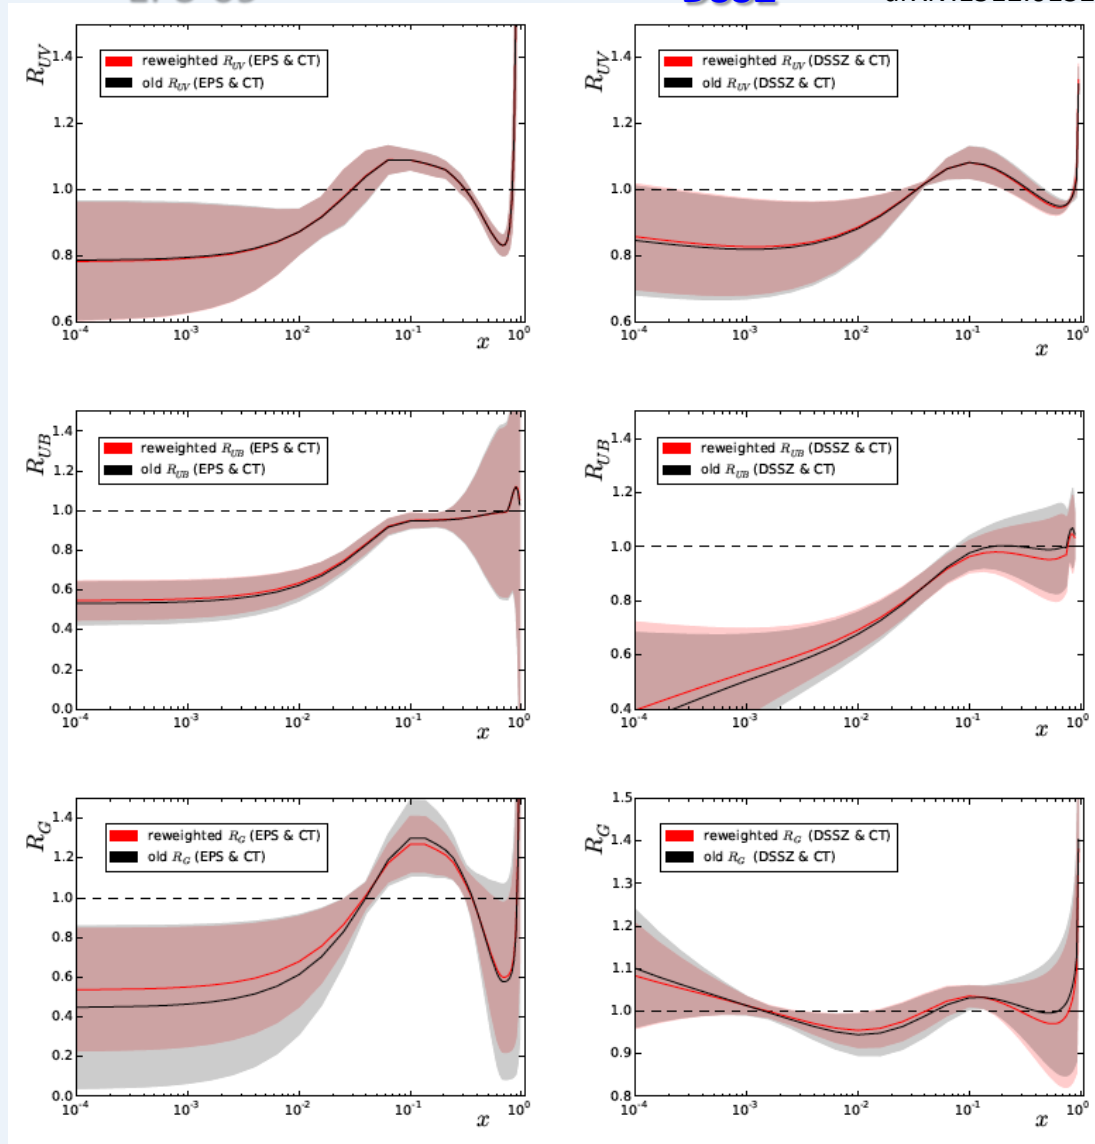 DSSZ
R_UV
reweighted R_UV (EPS & CT)
old R_UV (EPS & CT)
1.4
1.2
1.0
0.8
0.6
10^-4 10^-3 10^-2 10^-1 10^0
x
R_UV
reweighted R_UV (DSSZ & CT)
old R_UV (DSSZ & CT)
1.4
1.2
1.0
0.8
0.6
10^-4 10^-3 10^-2 10^-1 10^0
x
R_UB
reweighted R_UB (EPS & CT)
old R_UB (EPS & CT)
1.4
1.2
1.0
0.8
0.6
0.4
0.2
0.0
10^-4 10^-3 10^-2 10^-1 10^0
x
R_UB
reweighted R_UB (DSSZ & CT)
old R_UB (DSSZ & CT)
1.4
1.2
1.0
0.8
0.6
0.4
10^-4 10^-3 10^-2 10^-1 10^0
x
R_G
reweighted R_G (EPS & CT)
old R_G (EPS & CT)
1.4
1.2
1.0
0.8
0.6
0.4
0.2
0.0
10^-4 10^-3 10^-2 10^-1 10^0
x
R_G
reweighted R_G (DSSZ & CT)
old R_G (DSSZ & CT)
1.5
1.4
1.3
1.2
1.1
1.0
0.9
0.8
10^-4 10^-3 10^-2 10^-1 10^0
x